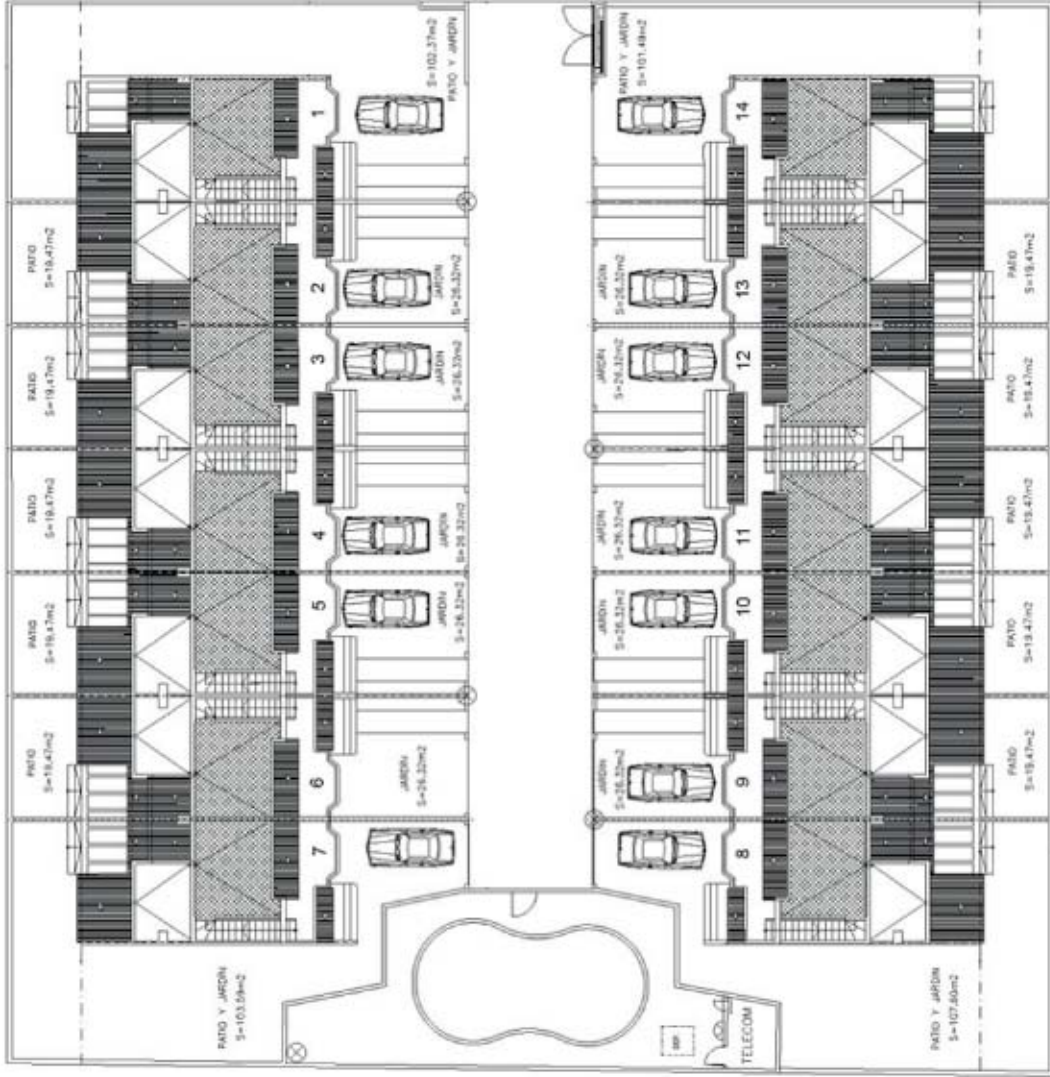 PATIO Y JARDIN
S=102.37m2
1
PATIO
S=19.47m2
2
JARDIN
S=26.32m2
PATIO
S=19.47m2
3
JARDIN
S=26.32m2
PATIO
S=19.47m2
4
JARDIN
S=26.32m2
PATIO
S=19.47m2
5
JARDIN
S=26.32m2
PATIO
S=19.47m2
6
JARDIN
S=26.32m2
7
PATIO Y JARDIN
S=103.59m2
TELECOM
PATIO Y JARDIN
S=107.60m2
8
JARDIN
S=26.32m2
9
PATIO
S=19.47m2
JARDIN
S=26.32m2
10
PATIO
S=19.47m2
JARDIN
S=26.32m2
11
PATIO
S=19.47m2
JARDIN
S=26.32m2
12
PATIO
S=19.47m2
JARDIN
S=26.32m2
13
PATIO
S=19.47m2
14
PATIO Y JARDIN
S=101.49m2